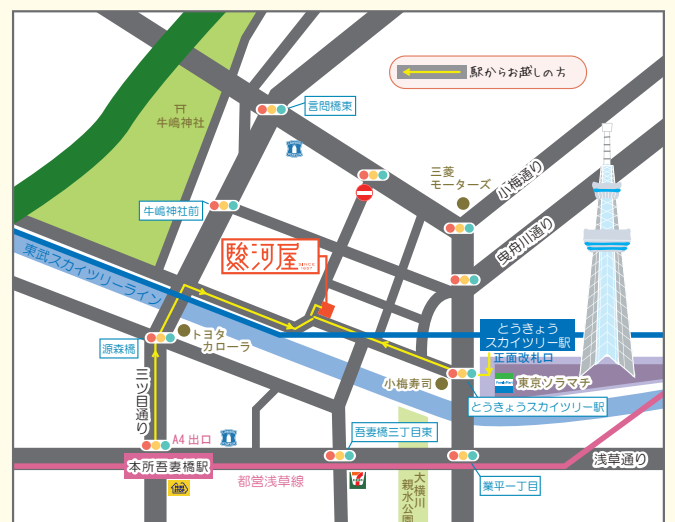 駅からお越しの方
言問橋東
牛嶋神社
三菱
モーターズ
小梅通り
牛嶋神社前
曳舟川通り
駿河屋
SINCE
東武スカイツリーライン
とうきょう
スカイツリー駅
正面改札口
トヨタ
カローラ
源森橋
小梅寿司
FamilyMart
東京ソラマチ
とうきょうスカイツリー駅
三ツ目通り
A4 出口
吾妻橋三丁目東
本所吾妻橋駅
浅草通り
都営浅草線
大横川
親水公園
業平一丁目